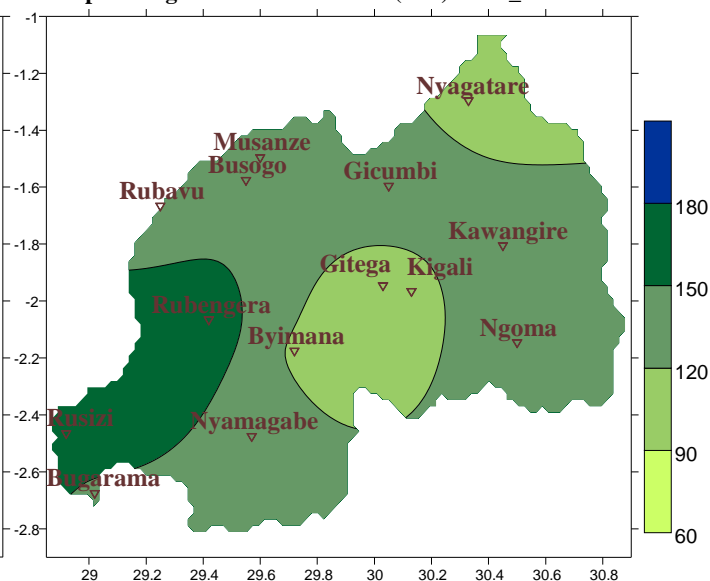 -1
-1.2
Nyagatare
-1.4
Musanze
Busogo
Gicumbi
-1.6
Rubavu
180
-1.8
Kawangire
Gitega
Kigali
150
-2
Rubengera
Ngoma
Byimana
-2.2
120
-2.4
Rusizi
Nyamagabe
90
-2.6
Bugarama
-2.8
60
29 29.2 29.4 29.6 29.8 30 30.2 30.4 30.6 30.8